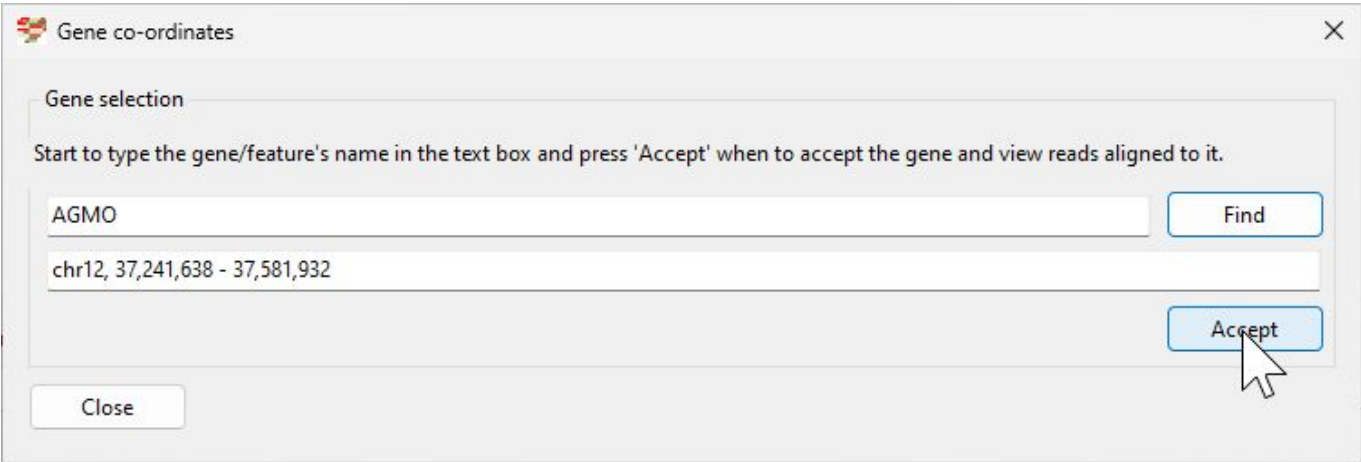 Gene co-ordinates
Gene selection
Start to type the gene/feature's name in the text box and press 'Accept' when to accept the gene and view reads aligned to it.
AGMO
Find
chr12, 37,241,638 - 37,581,932
Accept
Close